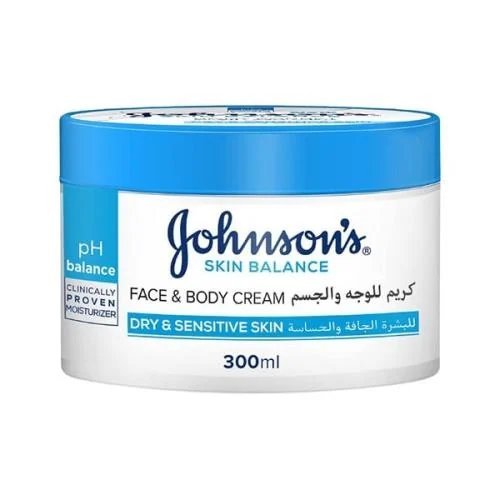 Johnson's
pH
balance
CLINICALLY
PROVEN
MOISTURIZER
Johnson's®
SKIN BALANCE
FACE & BODY CREAM كريم للوجه والجسم
DRY & SENSITIVE SKIN للبشرة الجافة والحساسة
300ml